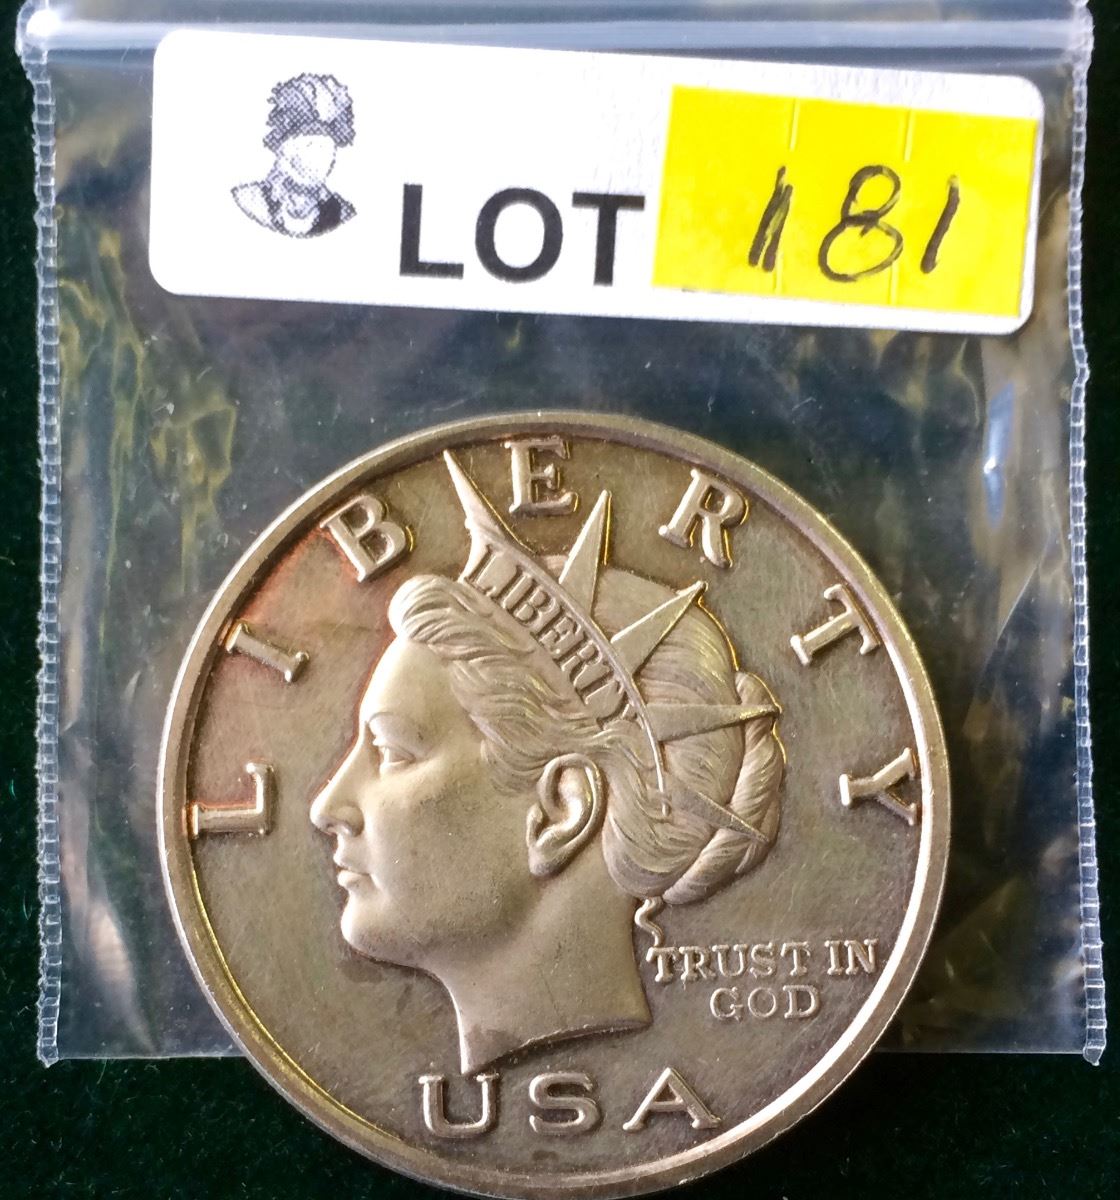 LOT 181
LIBERTY
LIBERTY
TRUST IN
GOD
USA